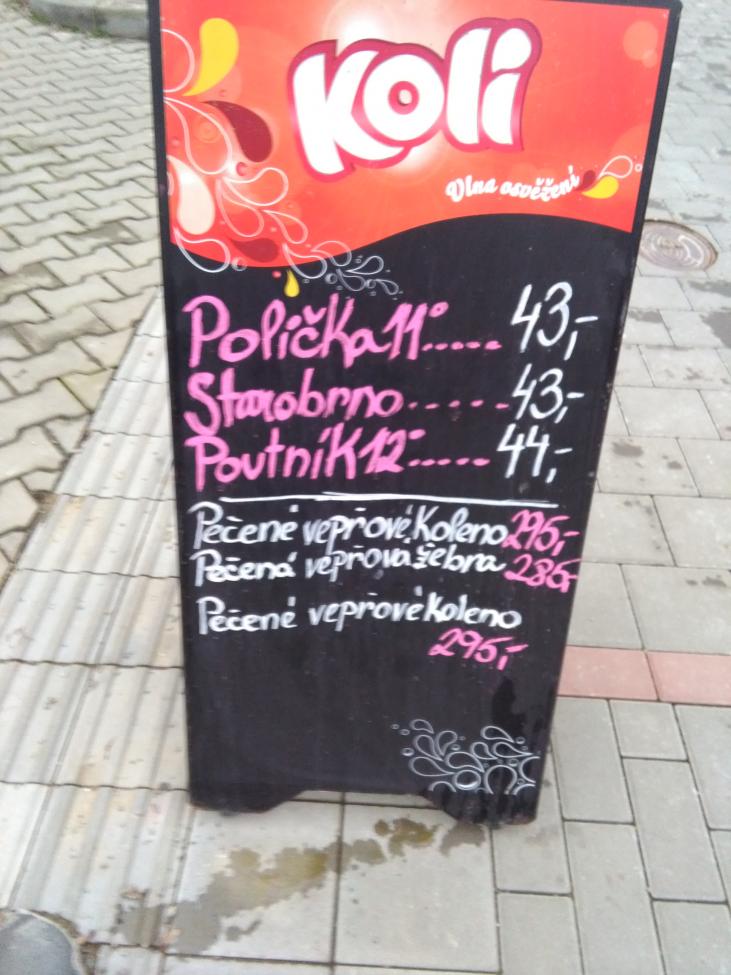 Koli
Vlna osvěžení
Polička 11°..... 43,-
Starobrno...... 43,-
Poutník 12°..... 44,-
Pečené vepřové Koleno 295,-
Pečená vepřová žebra 285,-
Pečené vepřové Koleno
295,-